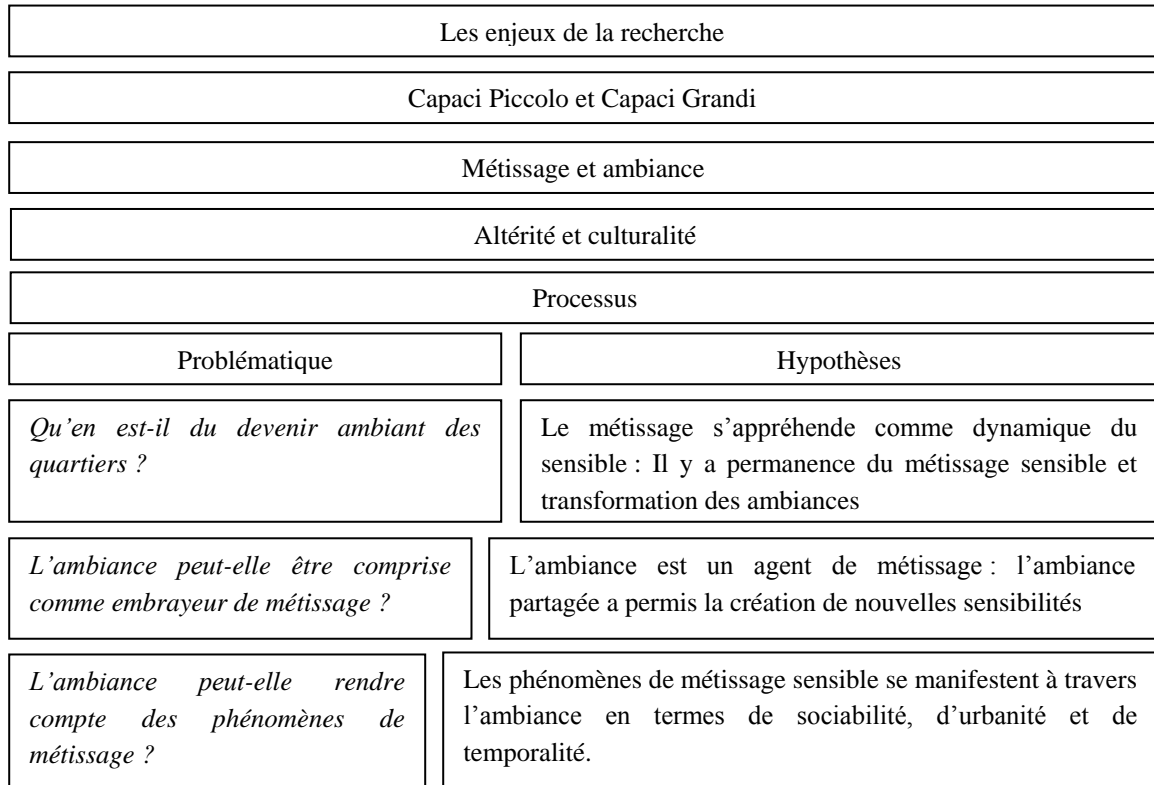 Les enjeux de la recherche
Capaci Piccolo et Capaci Grandi
Métissage et ambiance
Altérité et culturalité
Processus
Problématique
Hypothèses
Qu’en est-il du devenir ambiant des
quartiers ?
Le métissage s’appréhende comme dynamique du
sensible : Il y a permanence du métissage sensible et
transformation des ambiances
L’ambiance peut-elle être comprise
comme embrayeur de métissage ?
L’ambiance est un agent de métissage : l’ambiance
partagée a permis la création de nouvelles sensibilités
L’ambiance peut-elle rendre
compte des phénomènes de
métissage ?
Les phénomènes de métissage sensible se manifestent à travers
l’ambiance en termes de sociabilité, d’urbanité et de
temporalité.